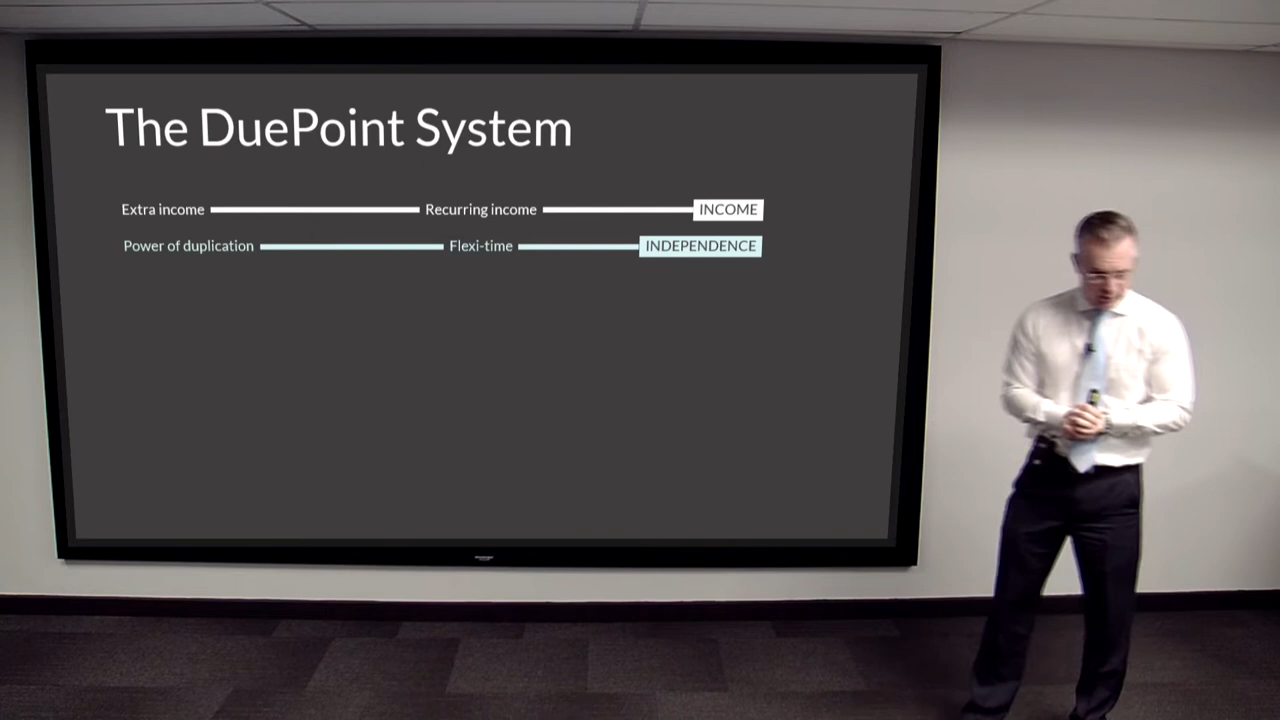 The DuePoint System
Extra income Recurring income INCOME
Power of duplication Flexi-time INDEPENDENCE